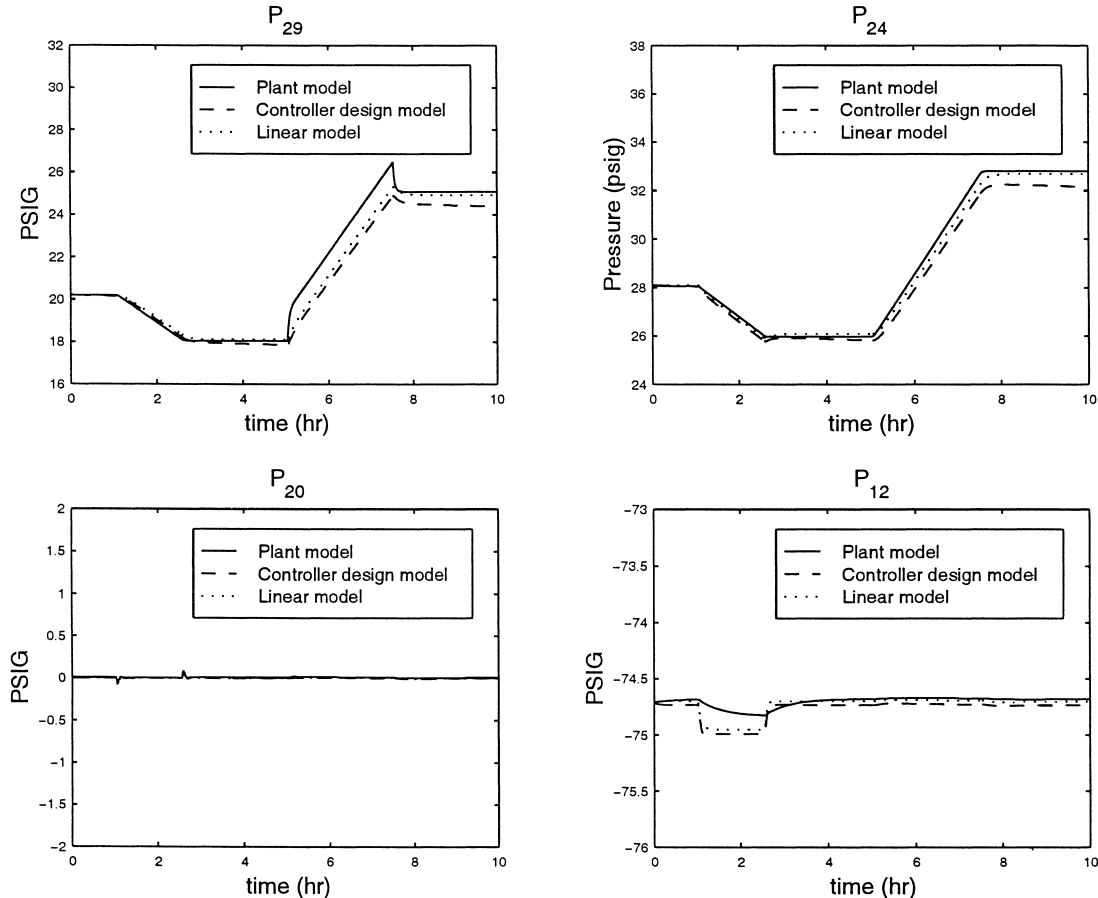 P29
32
30
28
26
24
22
20
18
16
PSIG
Plant model
Controller design model
Linear model
0 2 4 6 8 10
time (hr)
P24
38
36
34
32
30
28
26
24
Pressure (psig)
Plant model
Controller design model
Linear model
0 2 4 6 8 10
time (hr)
P20
2
1.5
1
0.5
0
−0.5
−1
−1.5
−2
PSIG
Plant model
Controller design model
Linear model
0 2 4 6 8 10
time (hr)
P12
−73
−73.5
−74
−74.5
−75
−75.5
−76
PSIG
Plant model
Controller design model
Linear model
0 2 4 6 8 10
time (hr)